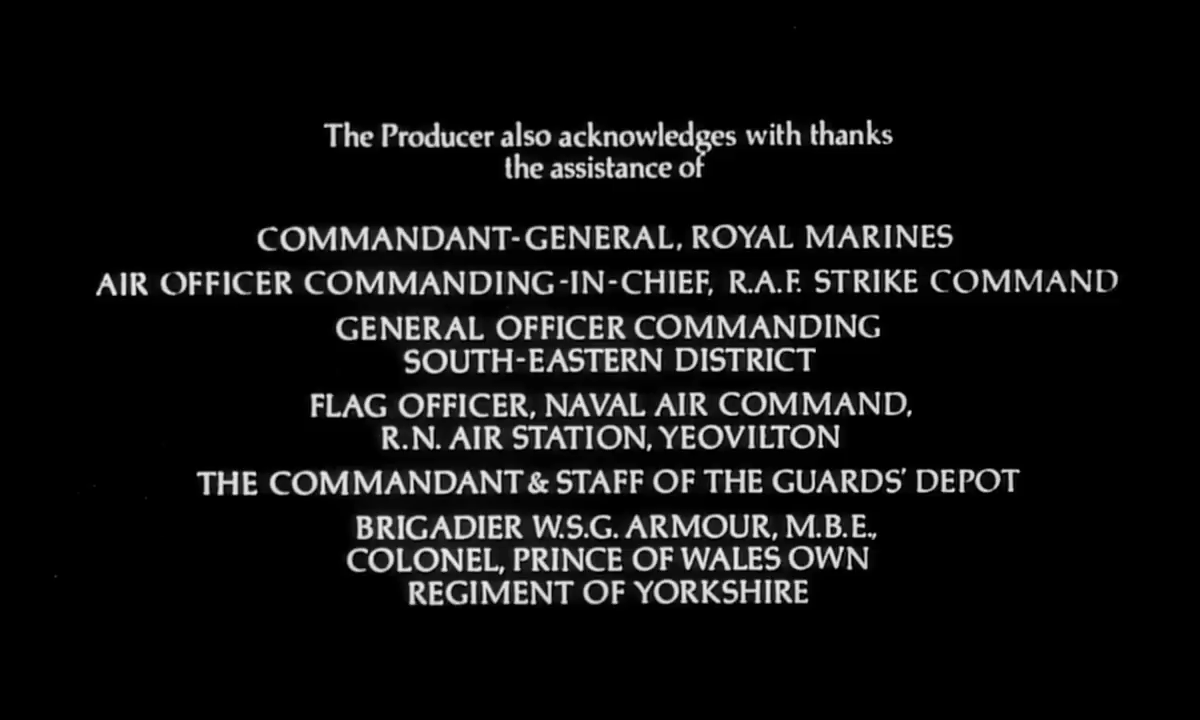 The Producer also acknowledges with thanks
the assistance of
COMMANDANT-GENERAL, ROYAL MARINES
AIR OFFICER COMMANDING-IN-CHIEF, R.A.F. STRIKE COMMAND
GENERAL OFFICER COMMANDING
SOUTH-EASTERN DISTRICT
FLAG OFFICER, NAVAL AIR COMMAND,
R.N. AIR STATION, YEOVILTON
THE COMMANDANT & STAFF OF THE GUARDS' DEPOT
BRIGADIER W.S.G. ARMOUR, M.B.E.,
COLONEL, PRINCE OF WALES OWN
REGIMENT OF YORKSHIRE